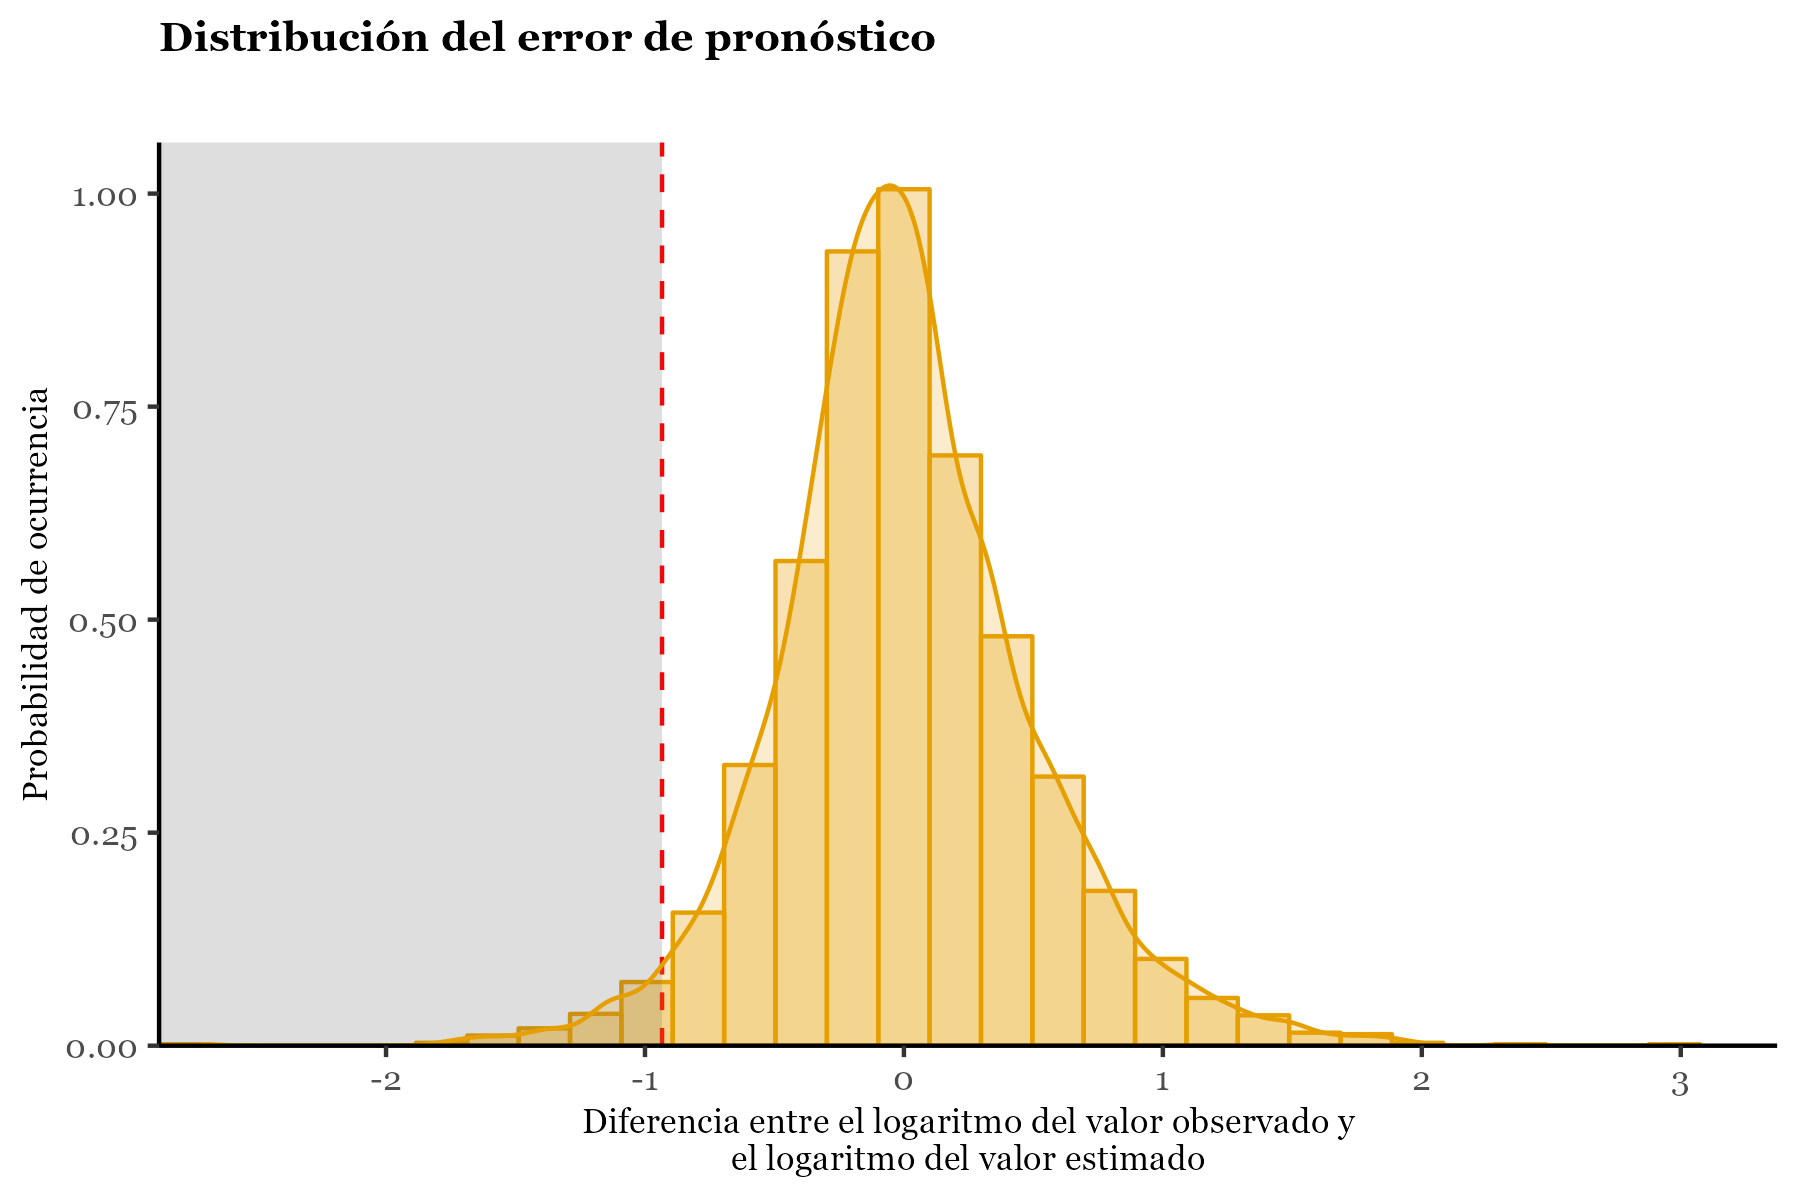 Distribución del error de pronóstico
Probabilidad de ocurrencia
1.00
0.75
0.50
0.25
0.00
-2
-1
0
1
2
3
Diferencia entre el logaritmo del valor observado y
el logaritmo del valor estimado